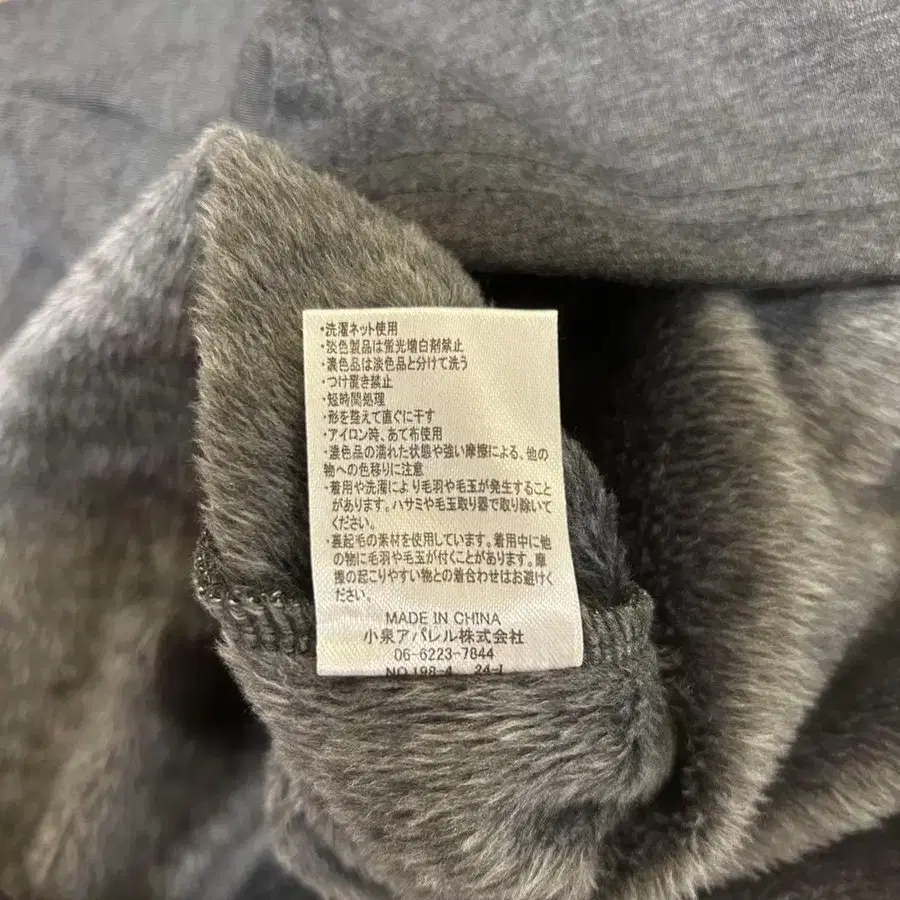 ・洗濯ネット使用
・淡色製品は蛍光増白剤禁止
・濃色品は淡色品と分けて洗う
・つけ置き禁止
・短時間処理
・形を整えて直ぐに干す
・アイロン時、あて布使用
・濃色品の濡れた状態や強い摩擦による、他の
物への色移りに注意
・着用や洗濯により毛羽や毛玉が発生すること
があります。ハサミや毛玉取り器で取り除いて
ください。
・裏起毛の素材を使用しています。着用中に他
の物に毛羽や毛玉が付くことがあります。摩
擦の起こりやすい物との着合わせはお避けく
ださい。
MADE IN CHINA
小泉アパレル株式会社
06-6223-7844
NO.198-4